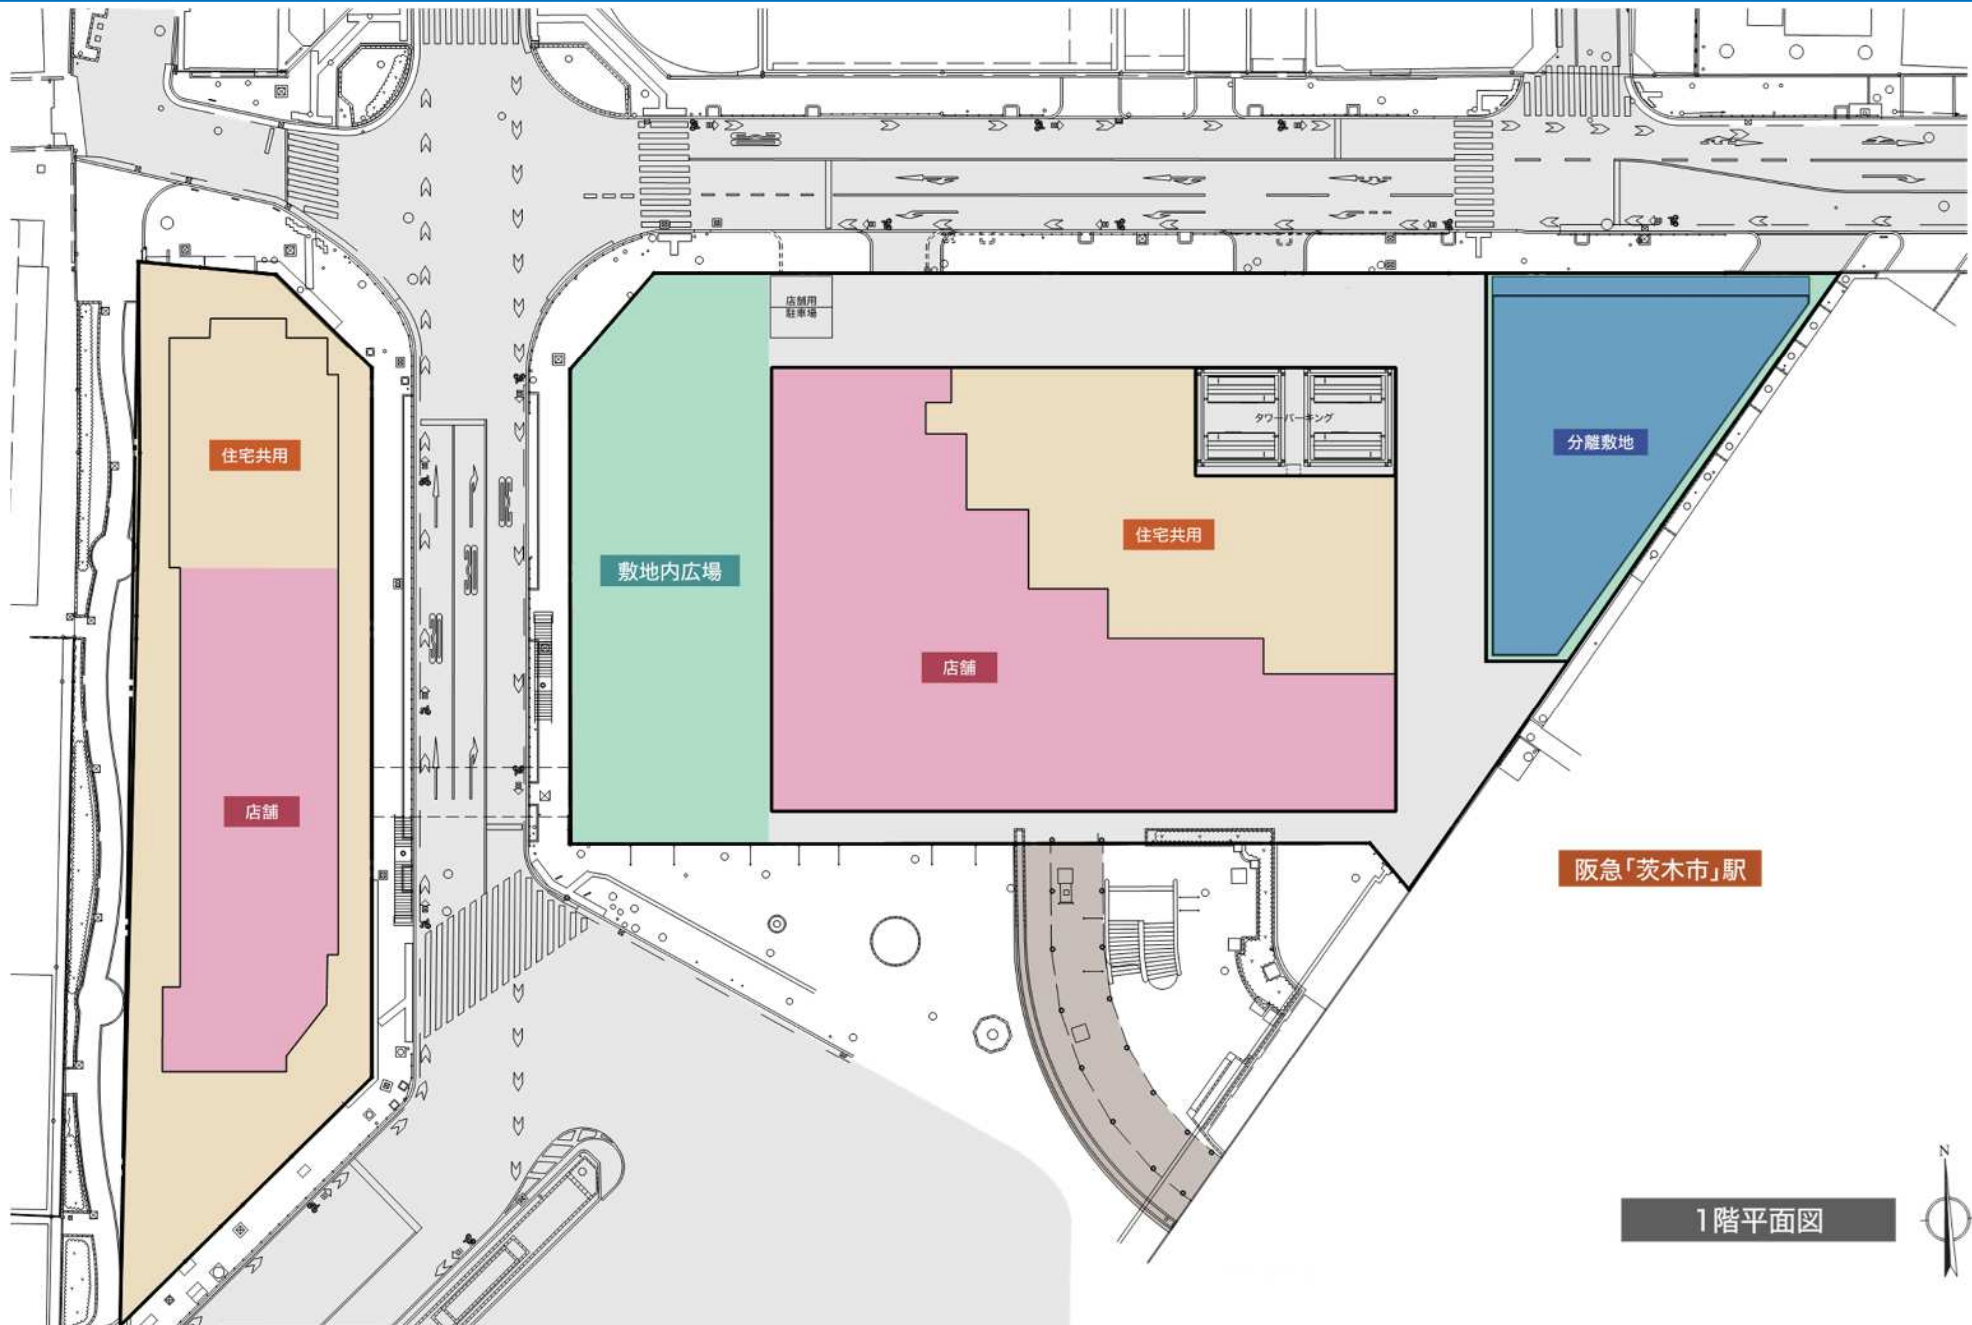 N
店舗用
駐車場
タワーパーキング
分離敷地
住宅共用
住宅共用
敷地内広場
店舗
店舗
阪急「茨木市」駅
1階平面図